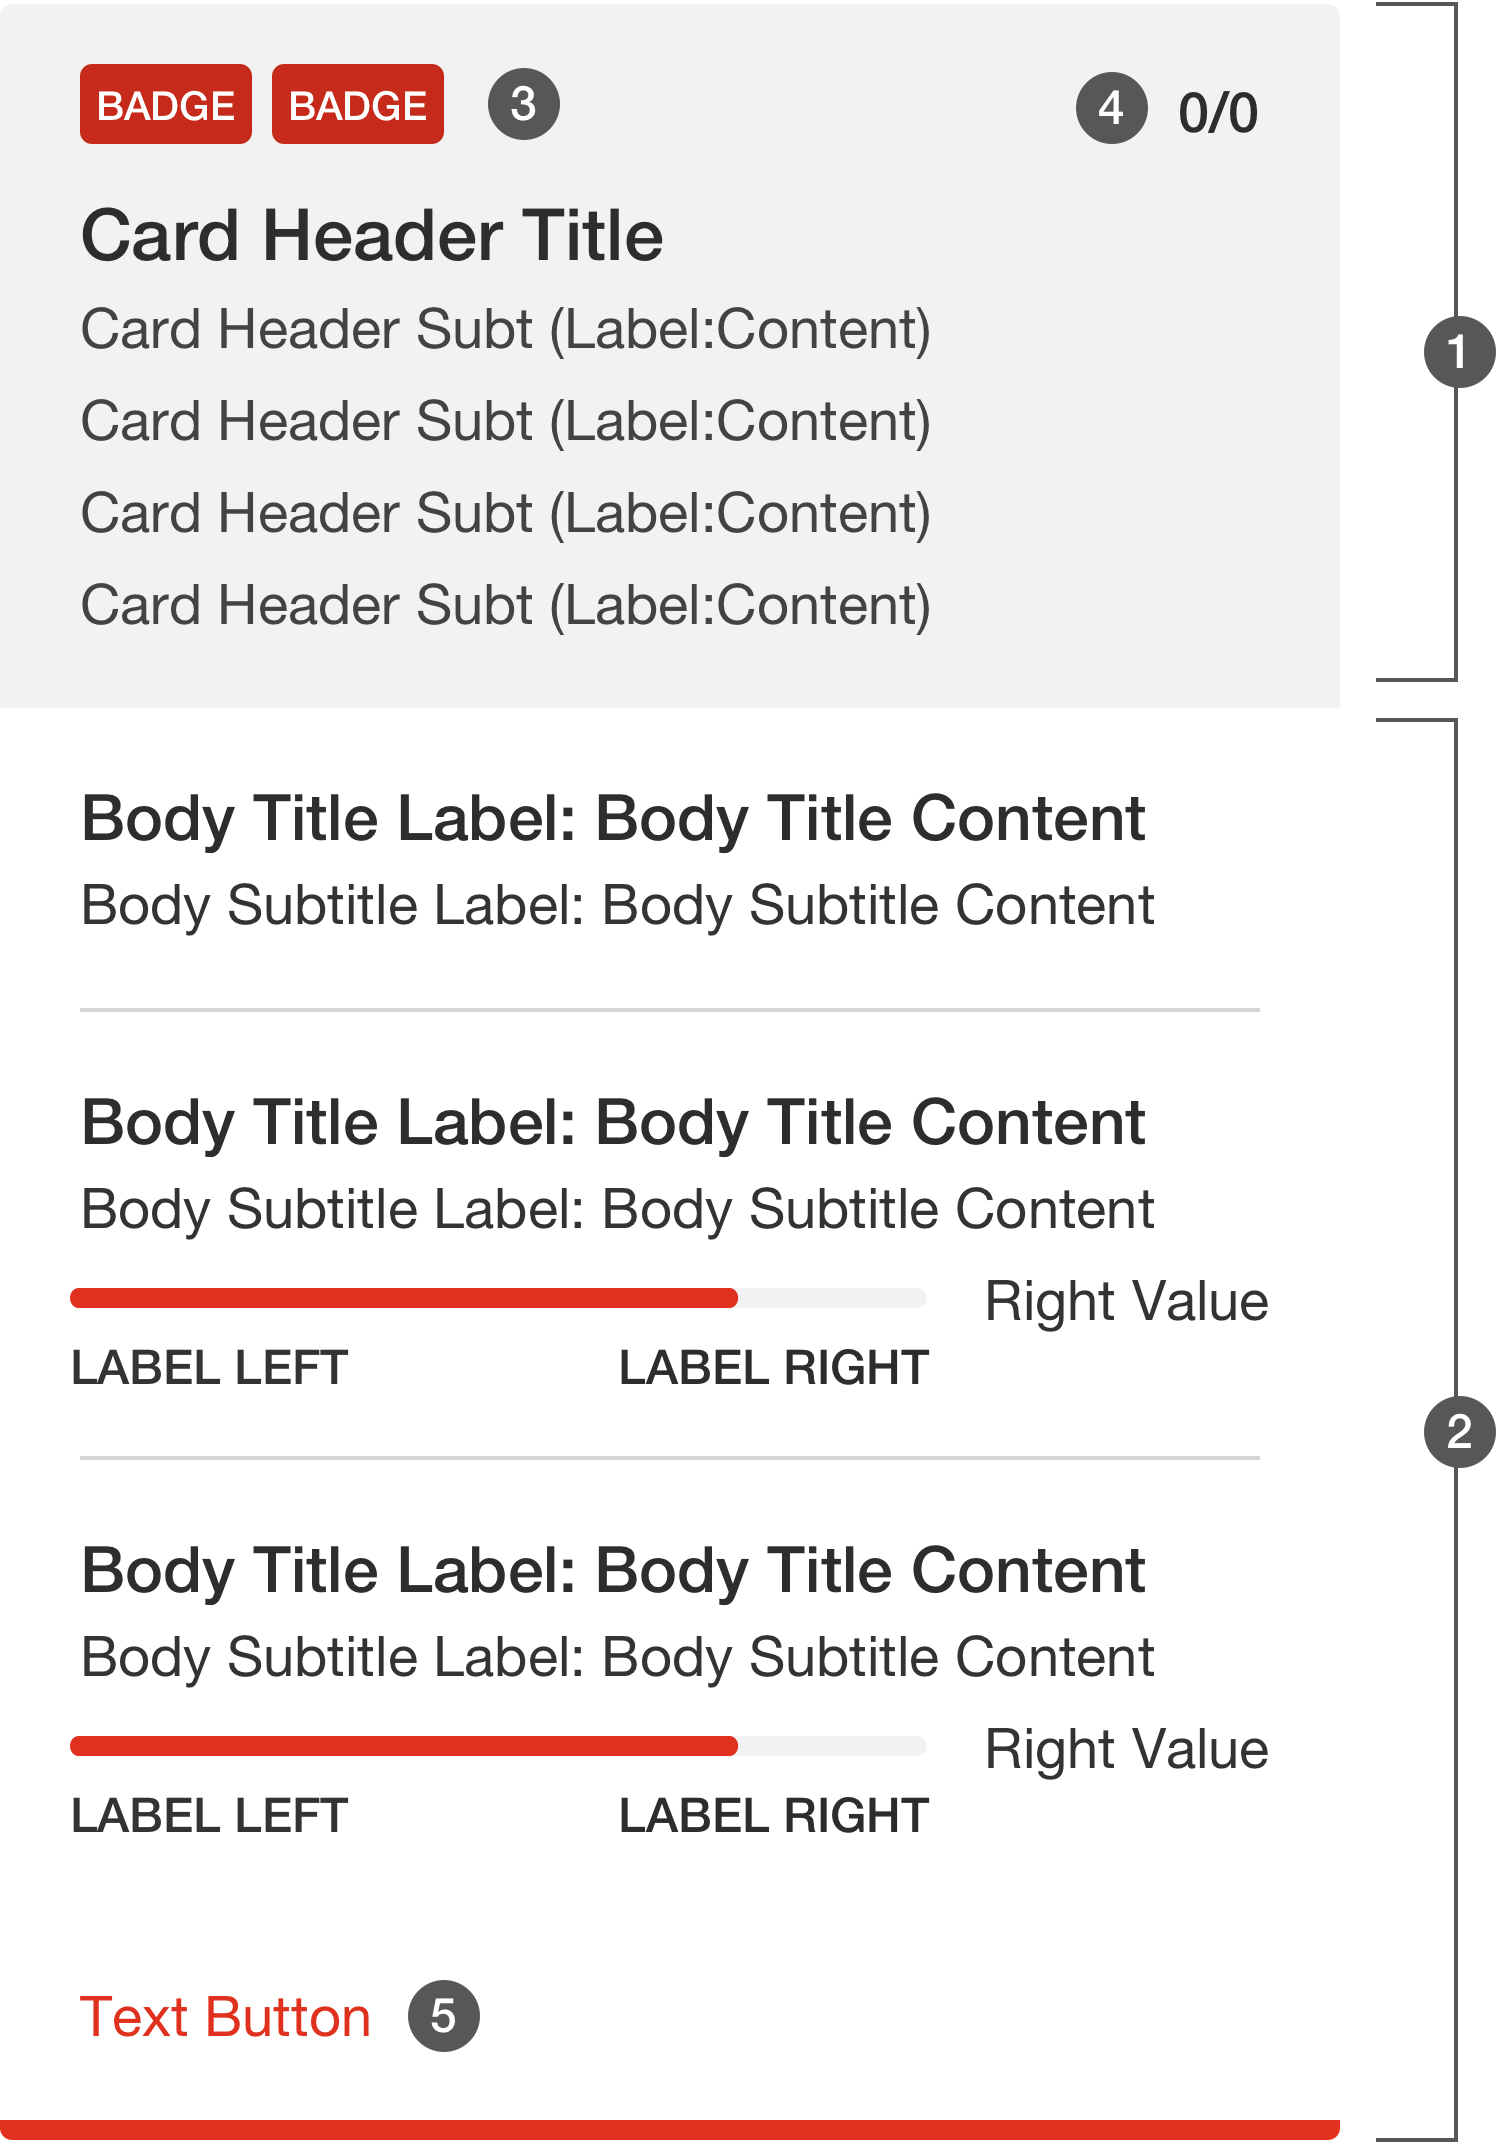 BADGE BADGE 3 4 0/0
Card Header Title
Card Header Subt (Label:Content)
1
Card Header Subt (Label:Content)
Card Header Subt (Label:Content)
Card Header Subt (Label:Content)
Body Title Label: Body Title Content
Body Subtitle Label: Body Subtitle Content
Body Title Label: Body Title Content
Body Subtitle Label: Body Subtitle Content
Right Value
LABEL LEFT LABEL RIGHT
2
Body Title Label: Body Title Content
Body Subtitle Label: Body Subtitle Content
Right Value
LABEL LEFT LABEL RIGHT
Text Button 5